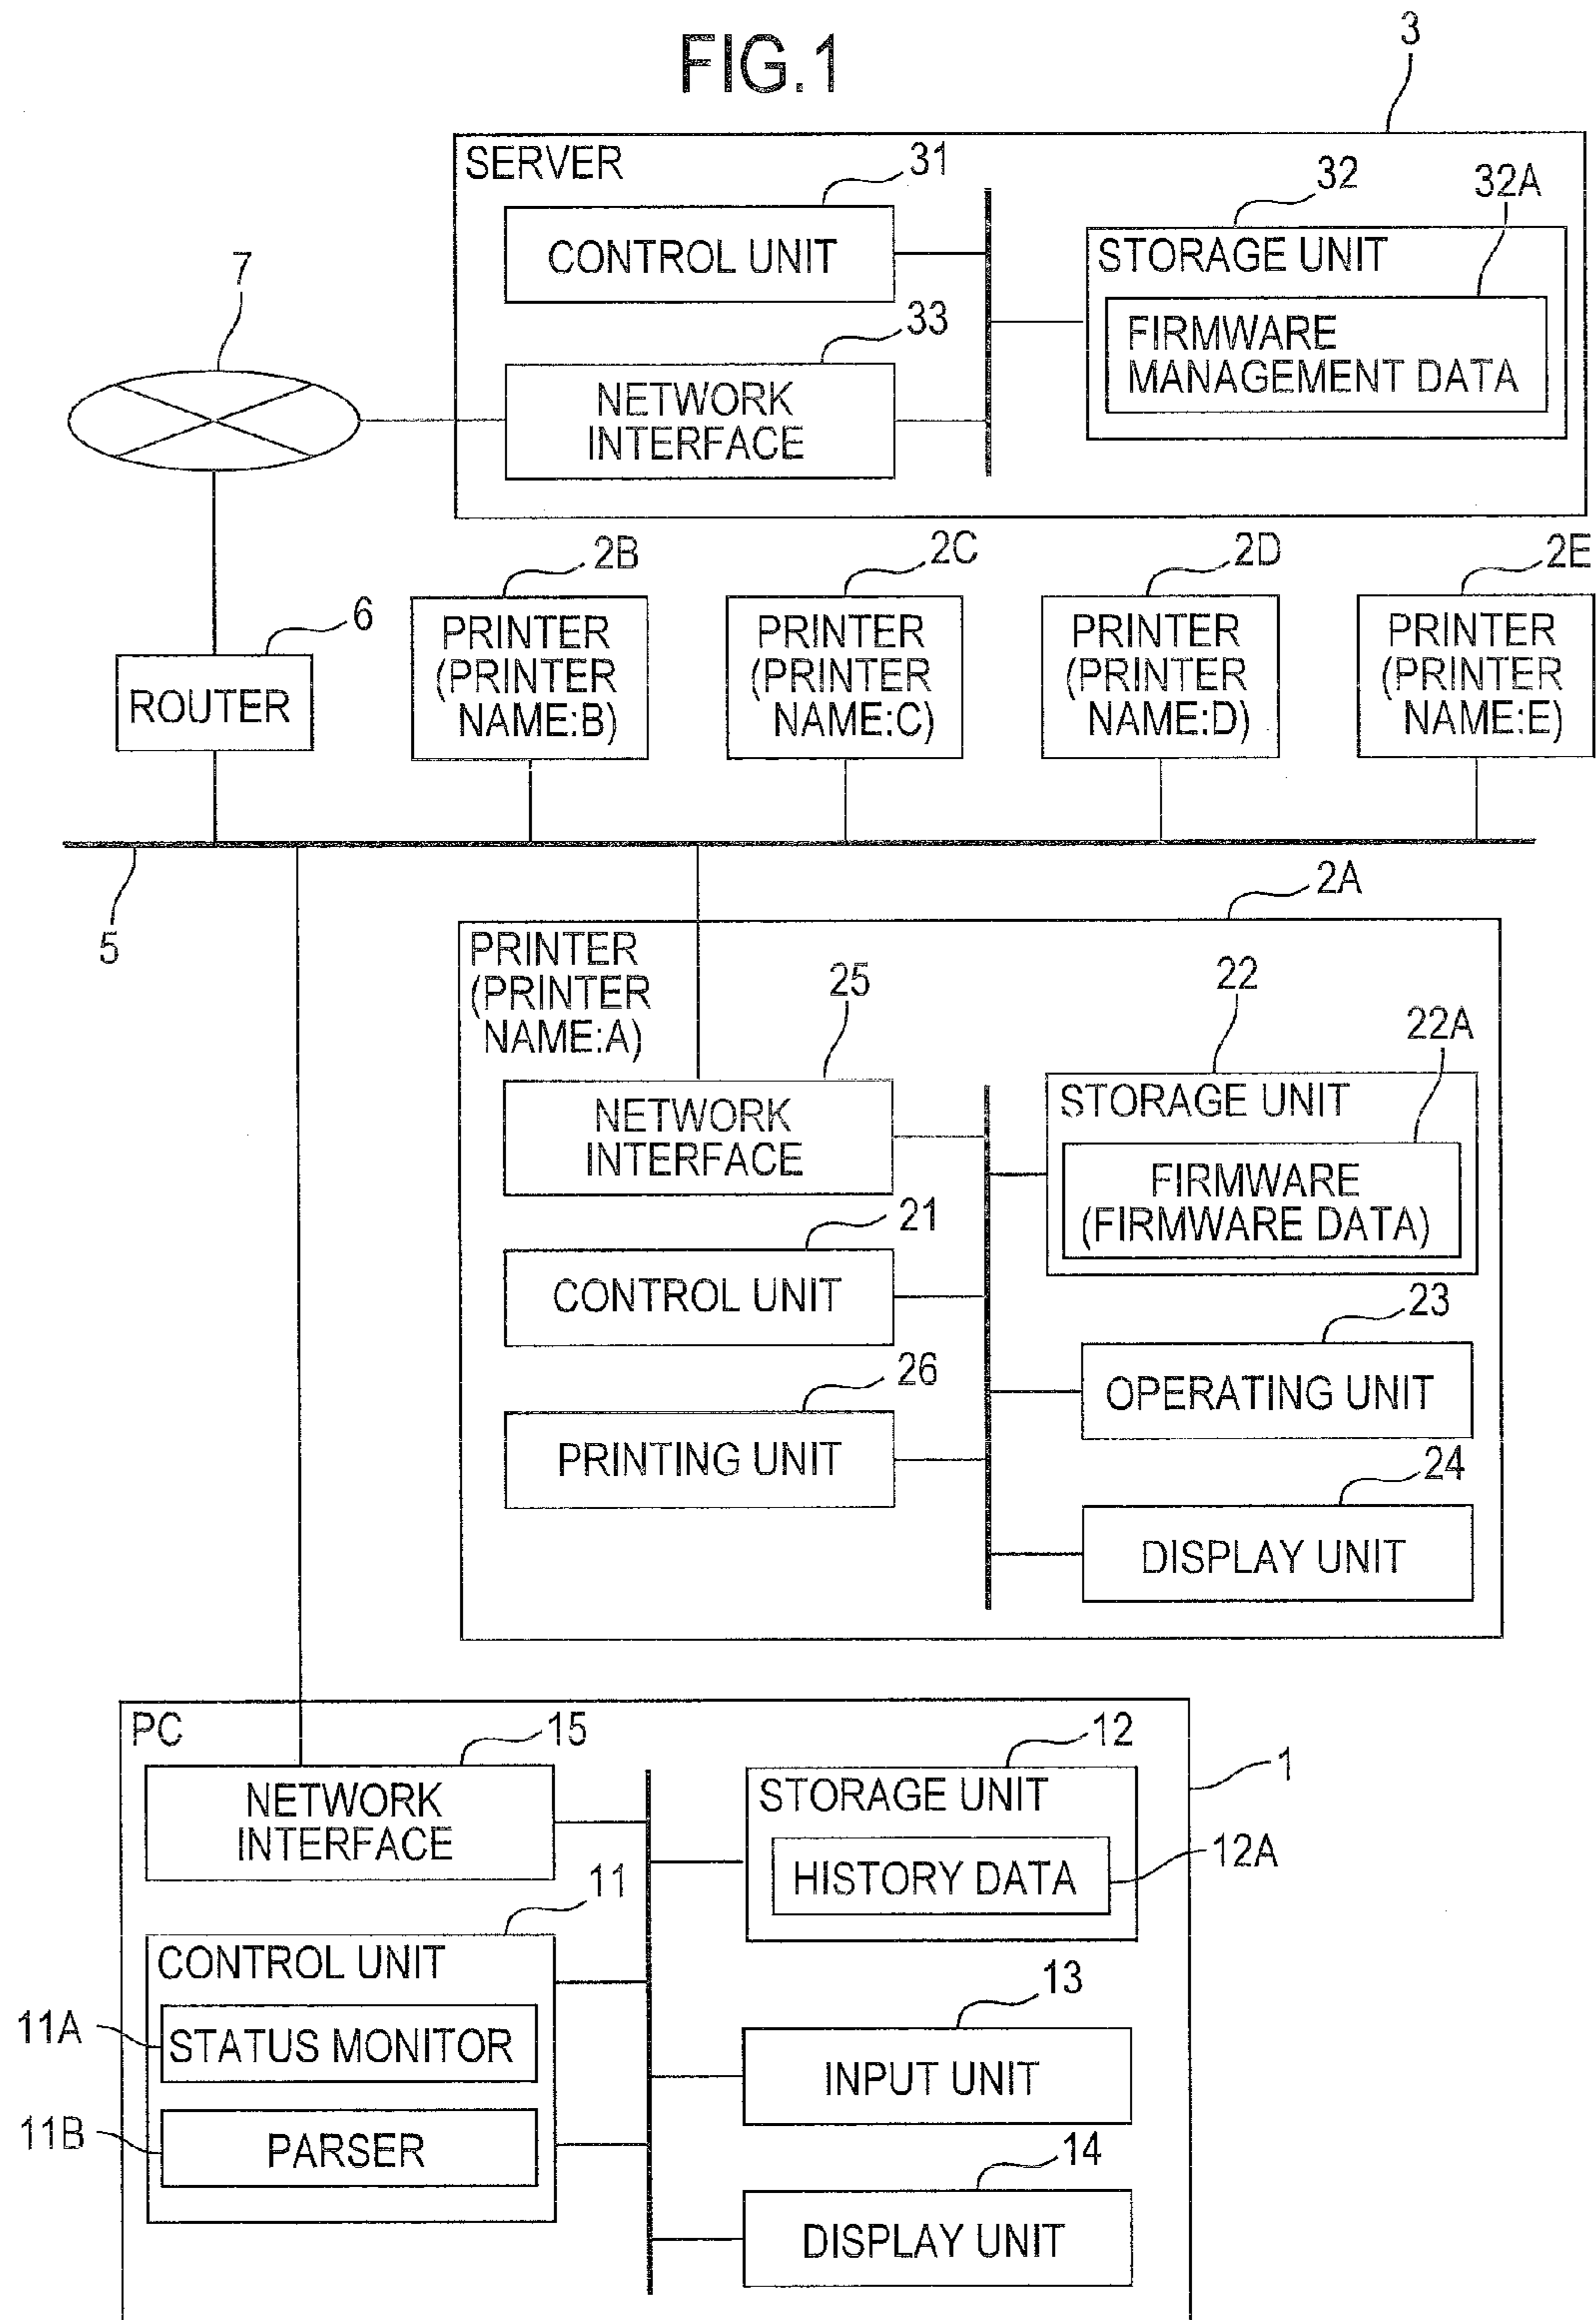 FIG.1
3
SERVER
31
CONTROL UNIT
32
32A
STORAGE UNIT
FIRMWARE
MANAGEMENT DATA
7
33
NETWORK
INTERFACE
6
ROUTER
2B
PRINTER
(PRINTER
NAME:B)
2C
PRINTER
(PRINTER
NAME:C)
2D
PRINTER
(PRINTER
NAME:D)
2E
PRINTER
(PRINTER
NAME:E)
5
2A
PRINTER
(PRINTER
NAME:A)
25
NETWORK
INTERFACE
22
22A
STORAGE UNIT
FIRMWARE
(FIRMWARE DATA)
21
CONTROL UNIT
23
OPERATING UNIT
26
PRINTING UNIT
24
DISPLAY UNIT
PC
15
NETWORK
INTERFACE
12
1
STORAGE UNIT
12A
HISTORY DATA
11
CONTROL UNIT
11A
STATUS MONITOR
11B
PARSER
13
INPUT UNIT
14
DISPLAY UNIT